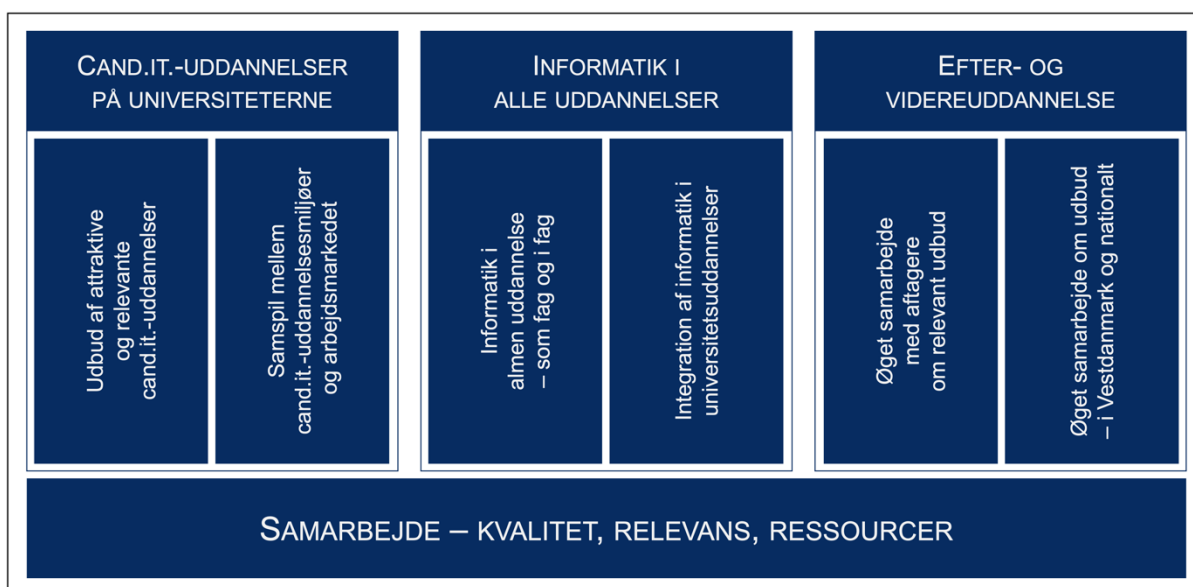 CAND.IT.-UDDANNELSER
PÅ UNIVERSITETERNE
Udbud af attraktive
og relevante
cand.it.-uddannelser
Samspil mellem
cand.it.-uddannelsesmiljøer
og arbejdsmarkedet
INFORMATIK I
ALLE UDDANNELSER
Informatik i
almen uddannelse
– som fag og i fag
Integration af informatik i
universitetsuddannelser
EFTER- OG
VIDEREUDDANNELSE
Øget samarbejde
med aftagere
om relevant udbud
Øget samarbejde om udbud
– i Vestdanmark og nationalt
SAMARBEJDE – KVALITET, RELEVANS, RESSOURCER